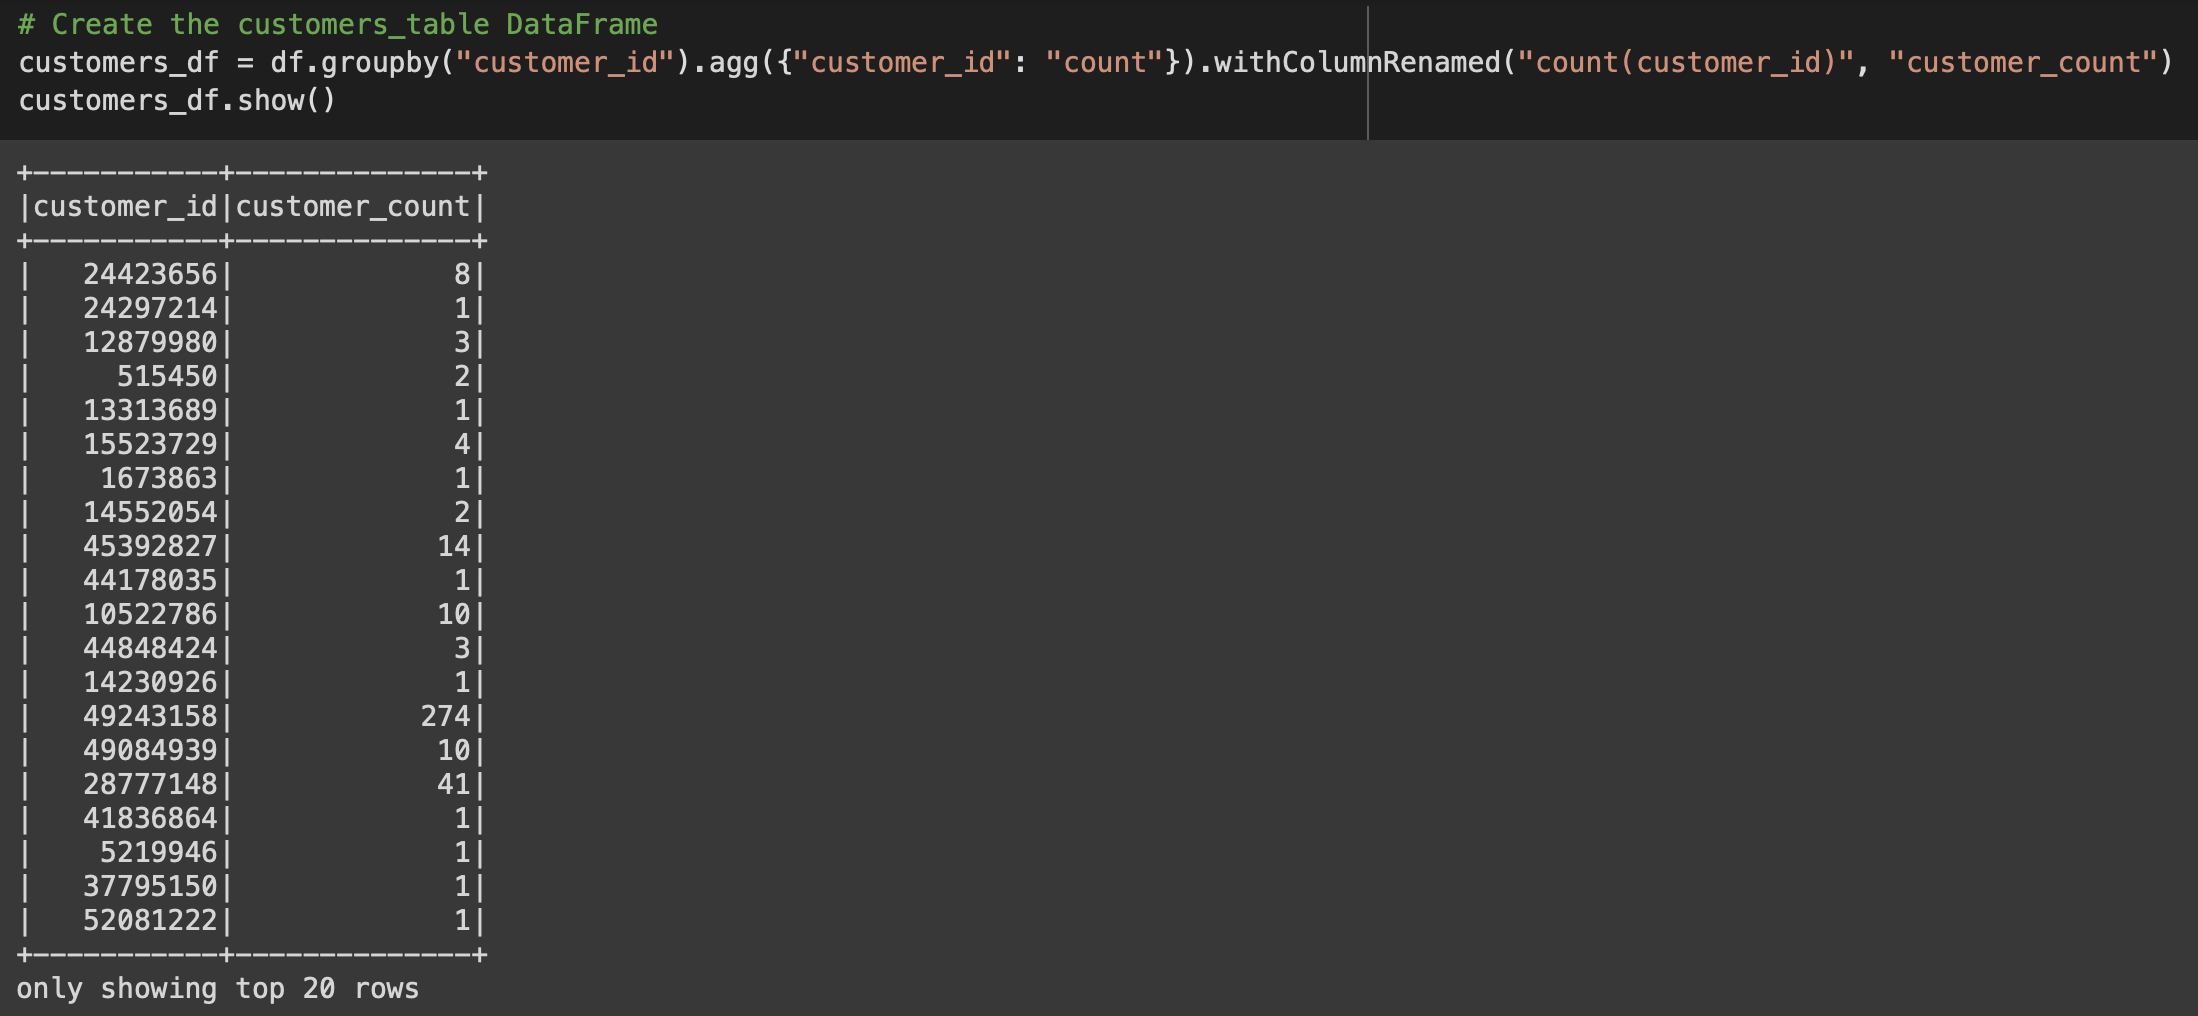 # Create the customers_table DataFrame
customers_df = df.groupby("customer_id").agg({"customer_id": "count"}).withColumnRenamed("count(customer_id)", "customer_count")
customers_df.show()
+-----------+--------------+
|customer_id|customer_count|
+-----------+--------------+
|   24423656|             8|
|   24297214|             1|
|   12879980|             3|
|     515450|             2|
|   13313689|             1|
|   15523729|             4|
|    1673863|             1|
|   14552054|             2|
|   45392827|            14|
|   44178035|             1|
|   10522786|            10|
|   44848424|             3|
|   14230926|             1|
|   49243158|           274|
|   49084939|            10|
|   28777148|            41|
|   41836864|             1|
|    5219946|             1|
|   37795150|             1|
|   52081222|             1|
+-----------+--------------+
only showing top 20 rows